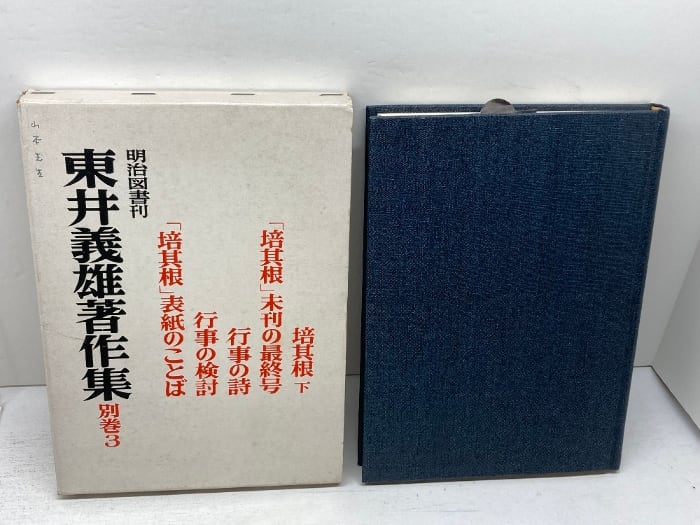 培其根 下
「培其根」未刊の最終号
行事の詩
行事の検討
「培其根」表紙のことば
明治図書刊
東井義雄著作集 別巻3